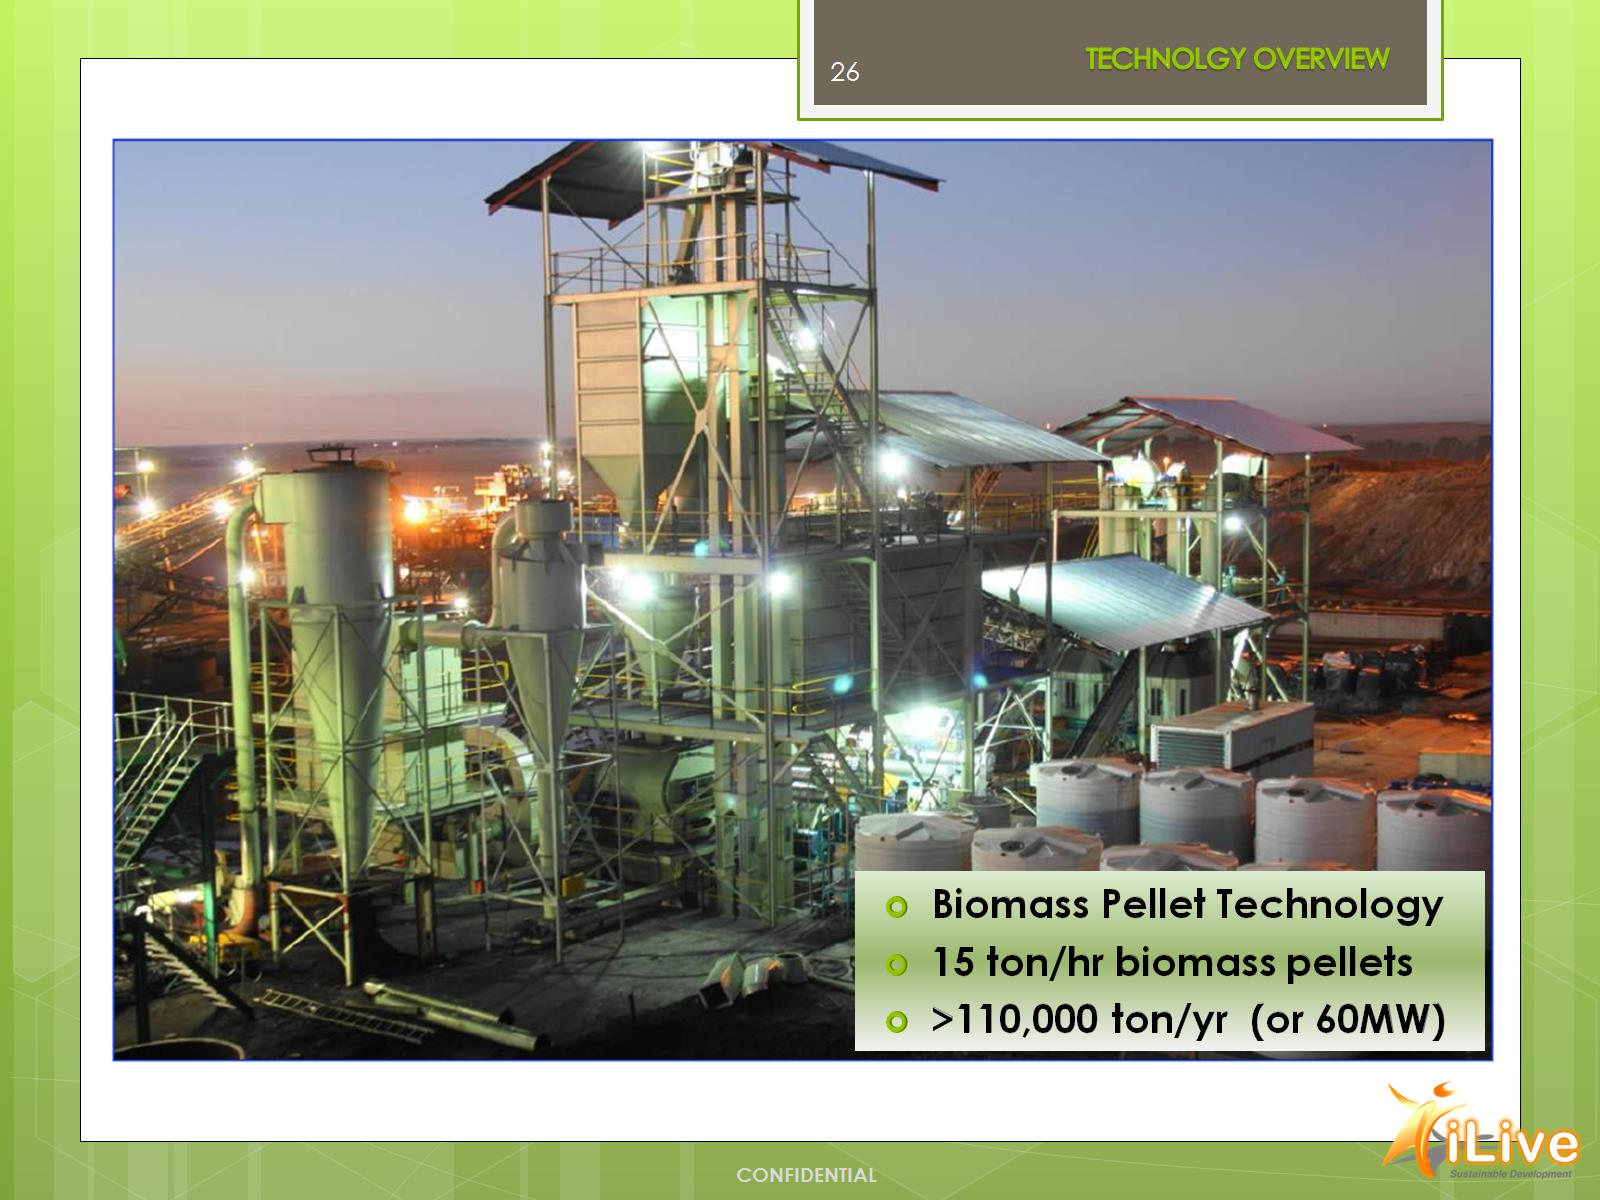 26
TECHNOLGY OVERVIEW
Biomass Pellet Technology
15 ton/hr biomass pellets
>110,000 ton/yr (or 60MW)
iLive
Sustainable Development
CONFIDENTIAL